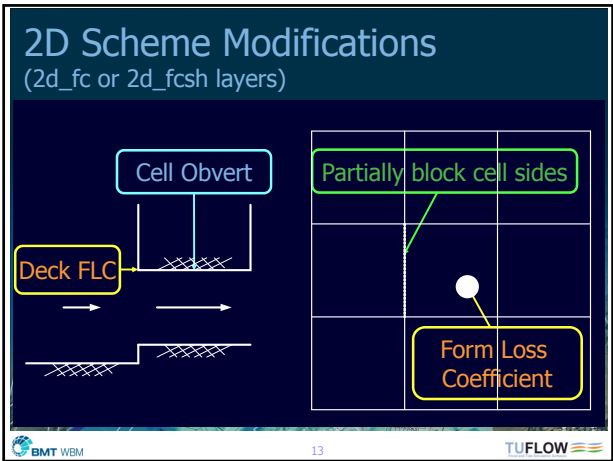 2D Scheme Modifications
(2d_fc or 2d_fcsh layers)
Cell Obvert
Partially block cell sides
Deck FLC
Form Loss
Coefficient
BMT WBM
13
TUFLOW